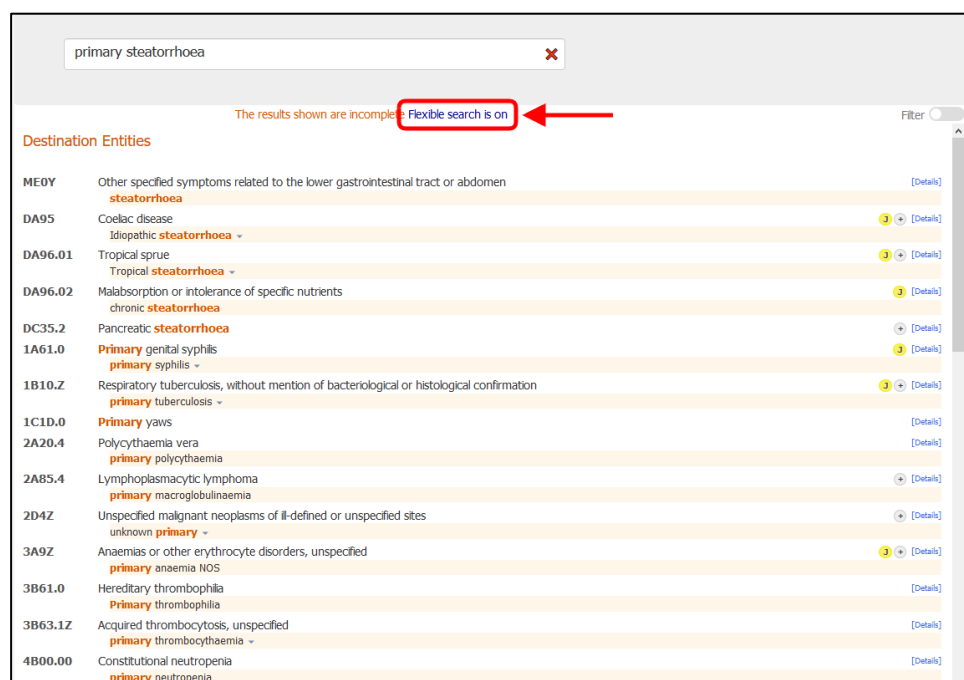 primary steatorrhoea
The results shown are incomplete Flexible search is on
Filter
Destination Entities
ME0Y Other specified symptoms related to the lower gastrointestinal tract or abdomen [Details]
steatorrhoea
DA95 Coeliac disease J + [Details]
Idiopathic steatorrhoea
DA96.01 Tropical sprue J + [Details]
Tropical steatorrhoea
DA96.02 Malabsorption or intolerance of specific nutrients J [Details]
chronic steatorrhoea
DC35.2 Pancreatic steatorrhoea + [Details]
1A61.0 Primary genital syphilis J [Details]
primary syphilis
1B10.Z Respiratory tuberculosis, without mention of bacteriological or histological confirmation J + [Details]
primary tuberculosis
1C1D.0 Primary yaws [Details]
2A20.4 Polycythaemia vera [Details]
primary polycythaemia
2A85.4 Lymphoplasmacytic lymphoma + [Details]
primary macroglobulinaemia
2D4Z Unspecified malignant neoplasms of ill-defined or unspecified sites + [Details]
unknown primary
3A9Z Anaemias or other erythrocyte disorders, unspecified J + [Details]
primary anaemia NOS
3B61.0 Hereditary thrombophilia [Details]
Primary thrombophilia
3B63.1Z Acquired thrombocytosis, unspecified [Details]
primary thrombocythaemia
4B00.00 Constitutional neutropenia [Details]
primary neutropenia